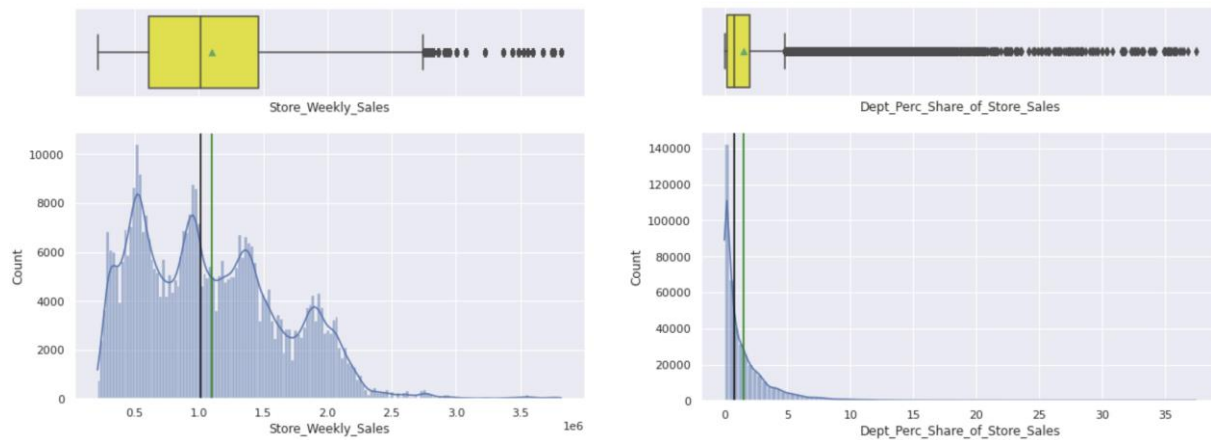 Store_Weekly_Sales
10000
8000
6000
4000
2000
0
Count
0.5 1.0 1.5 2.0 2.5 3.0 3.5
1e6
Store_Weekly_Sales
Dept_Perc_Share_of_Store_Sales
140000
120000
100000
80000
60000
40000
20000
0
Count
0 5 10 15 20 25 30 35
Dept_Perc_Share_of_Store_Sales